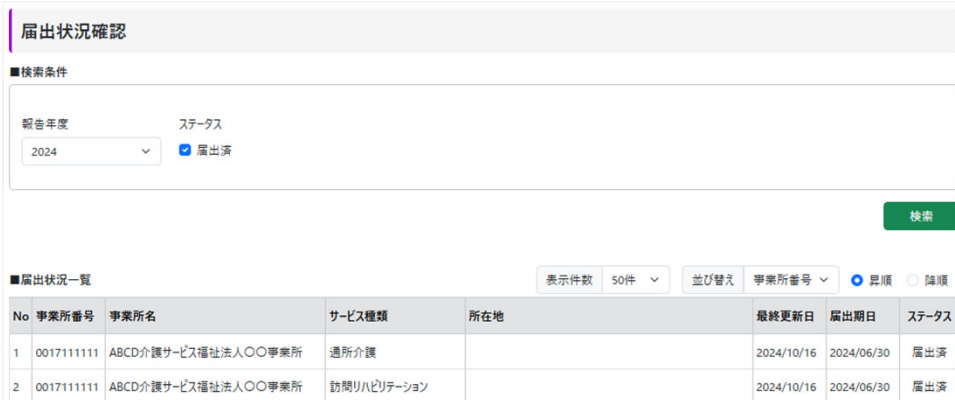 届出状況確認
■検索条件
報告年度 ステータス
2024 届出済
検索
■届出状況一覧 表示件数 50件 並び替え 事業所番号 昇順 降順
No 事業所番号 事業所名 サービス種類 所在地 最終更新日 届出期日 ステータス
1 0017111111 ABCD介護サービス福祉法人〇〇事業所 通所介護 2024/10/16 2024/06/30 届出済
2 0017111111 ABCD介護サービス福祉法人〇〇事業所 訪問リハビリテーション 2024/10/16 2024/06/30 届出済